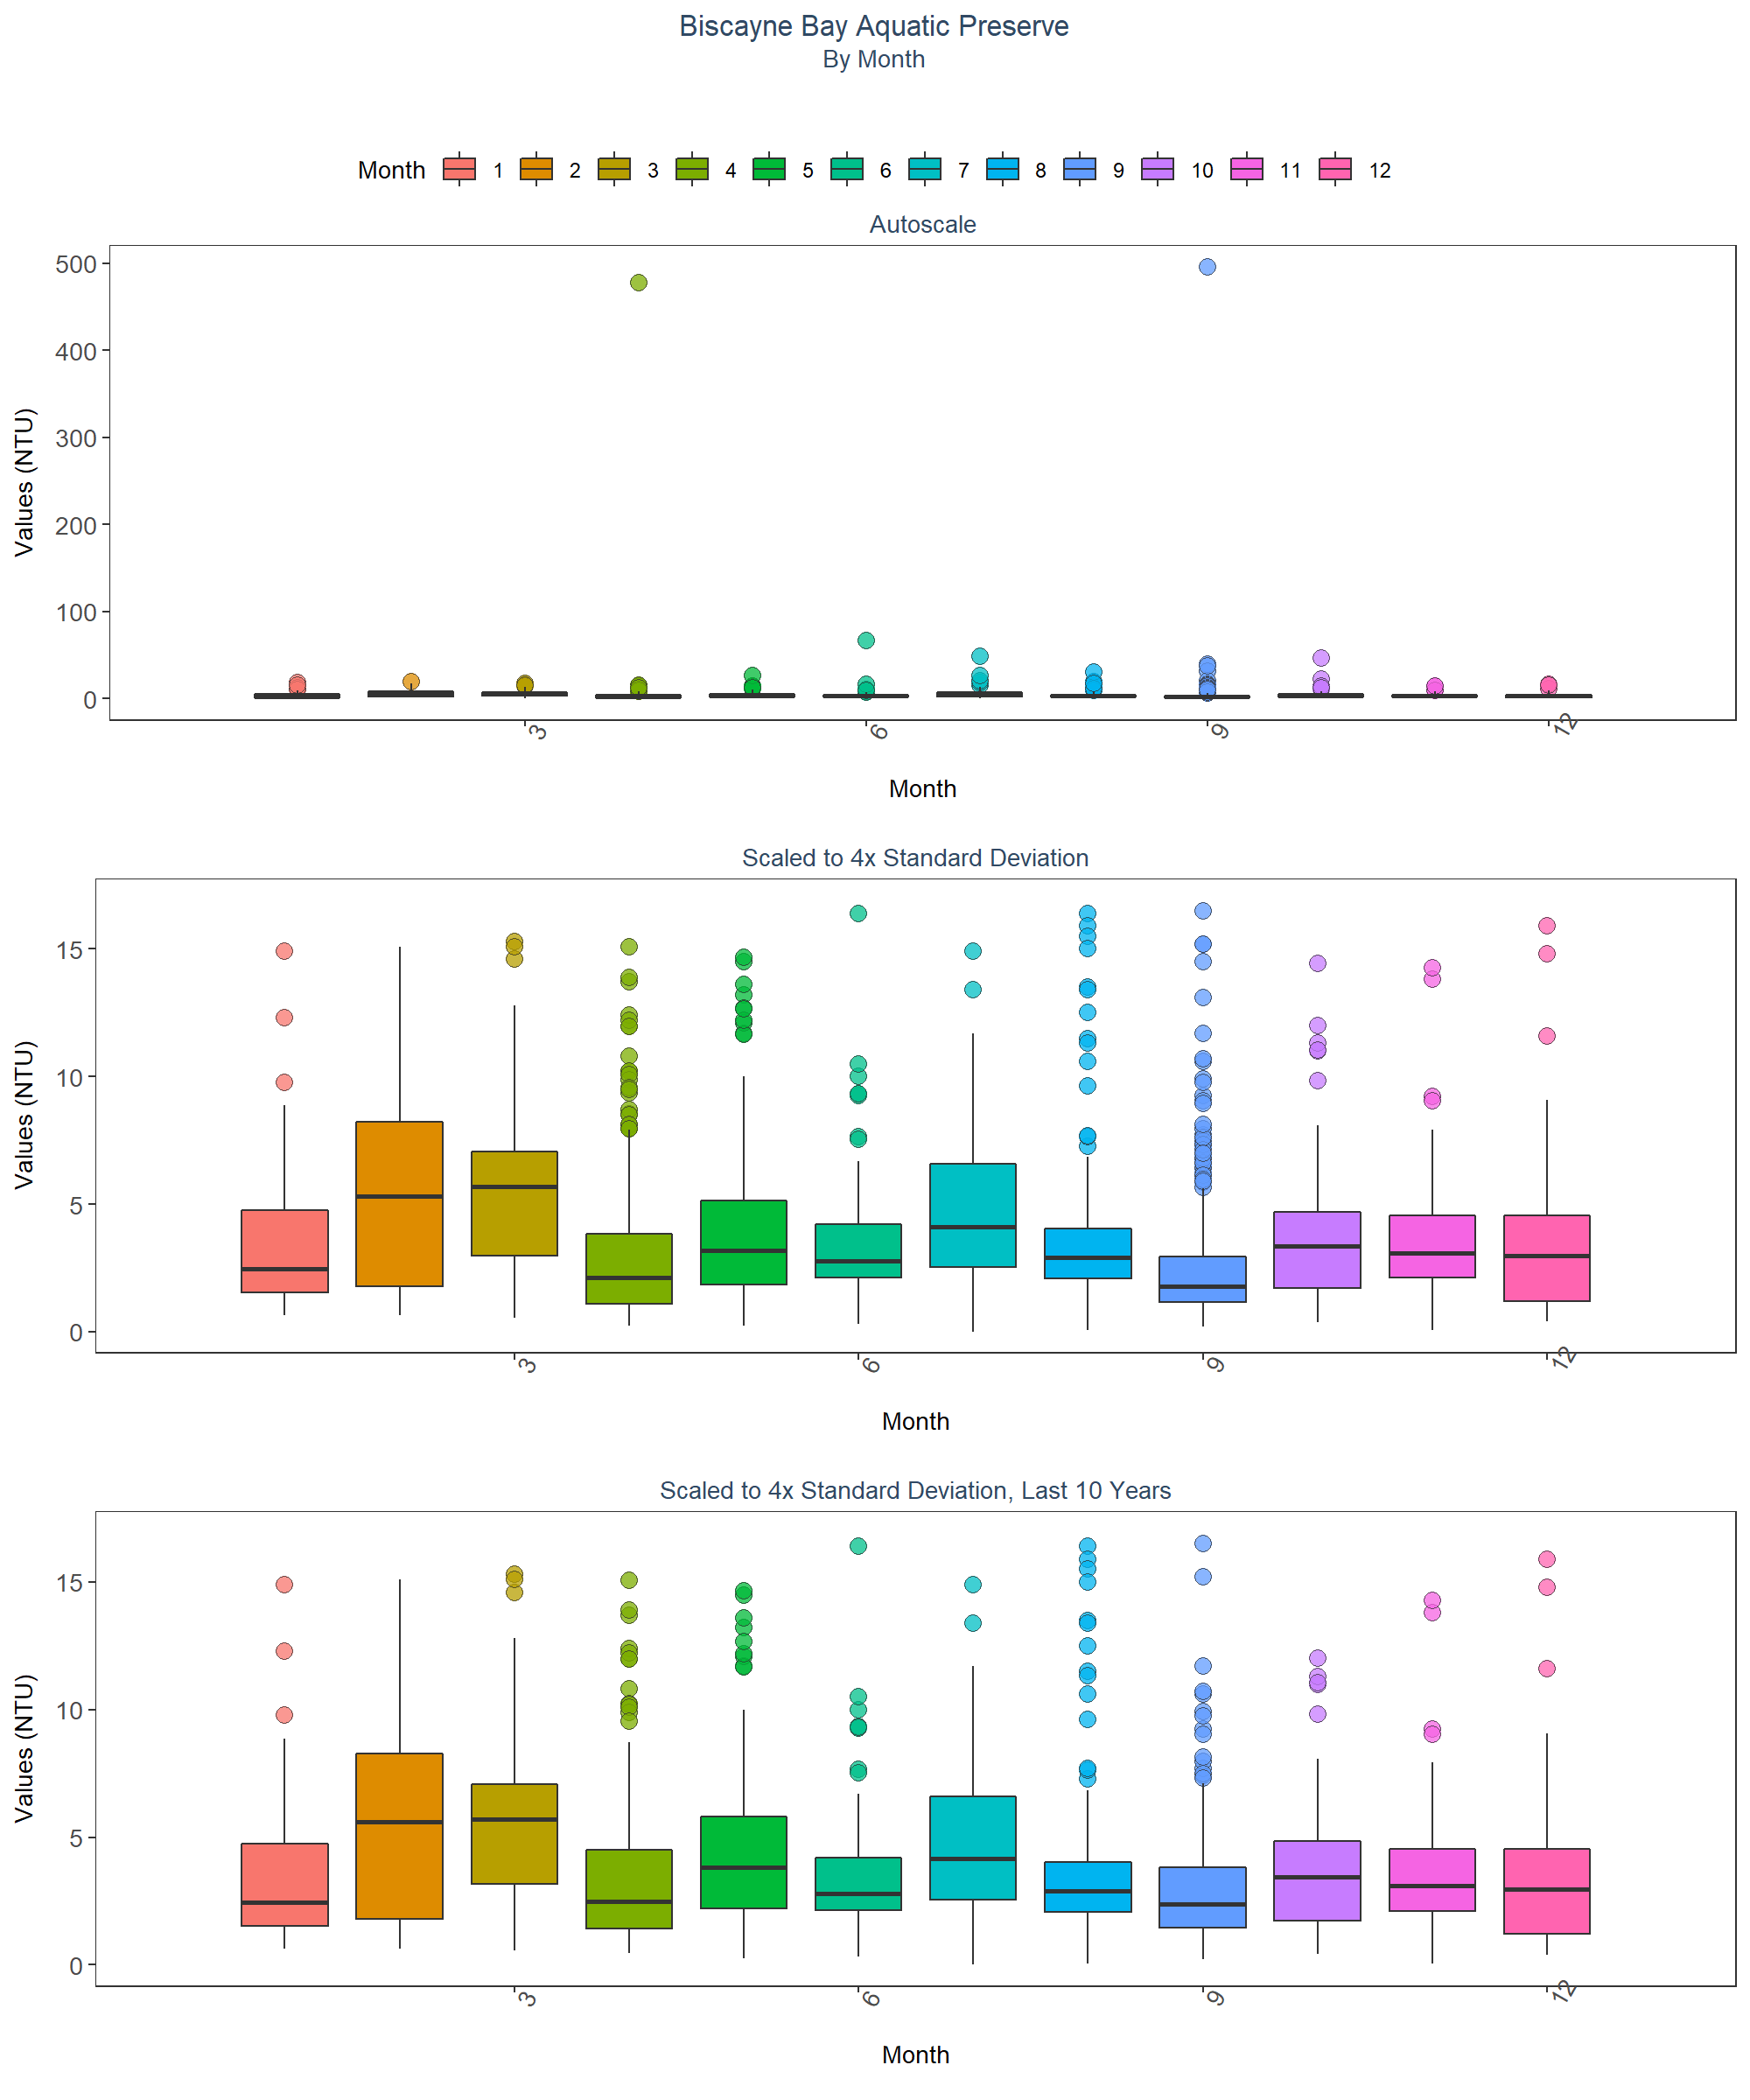 Biscayne Bay Aquatic Preserve
By Month
Month 1 2 3 4 5 6 7 8 9 10 11 12
Autoscale
Values (NTU)
500
400
300
200
100
0
3 6 9 12
Month
Scaled to 4x Standard Deviation
Values (NTU)
15
10
5
0
3 6 9 12
Month
Scaled to 4x Standard Deviation, Last 10 Years
Values (NTU)
15
10
5
0
3 6 9 12
Month